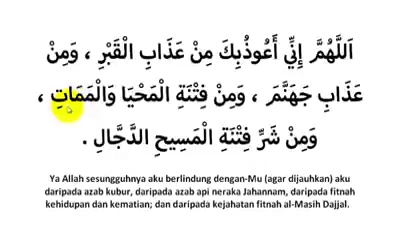 اَللَّهُمَّ إِنِّي أَعُوذُبِكَ مِنْ عَذَابِ الْقَبْرِ ، وَمِنْ
عَذَابِ جَهَنَّمَ ، وَمِنْ فِتْنَةِ الْمَحْيَا وَالْمَمَاتِ ،
وَمِنْ شَرِّ فِتْنَةِ الْمَسِيحِ الدَّجَّالِ .
Ya Allah sesungguhnya aku berlindung dengan-Mu (agar dijauhkan) aku
daripada azab kubur, daripada azab api neraka Jahannam, daripada fitnah
kehidupan dan kematian; dan daripada kejahatan fitnah al-Masih Dajjal.